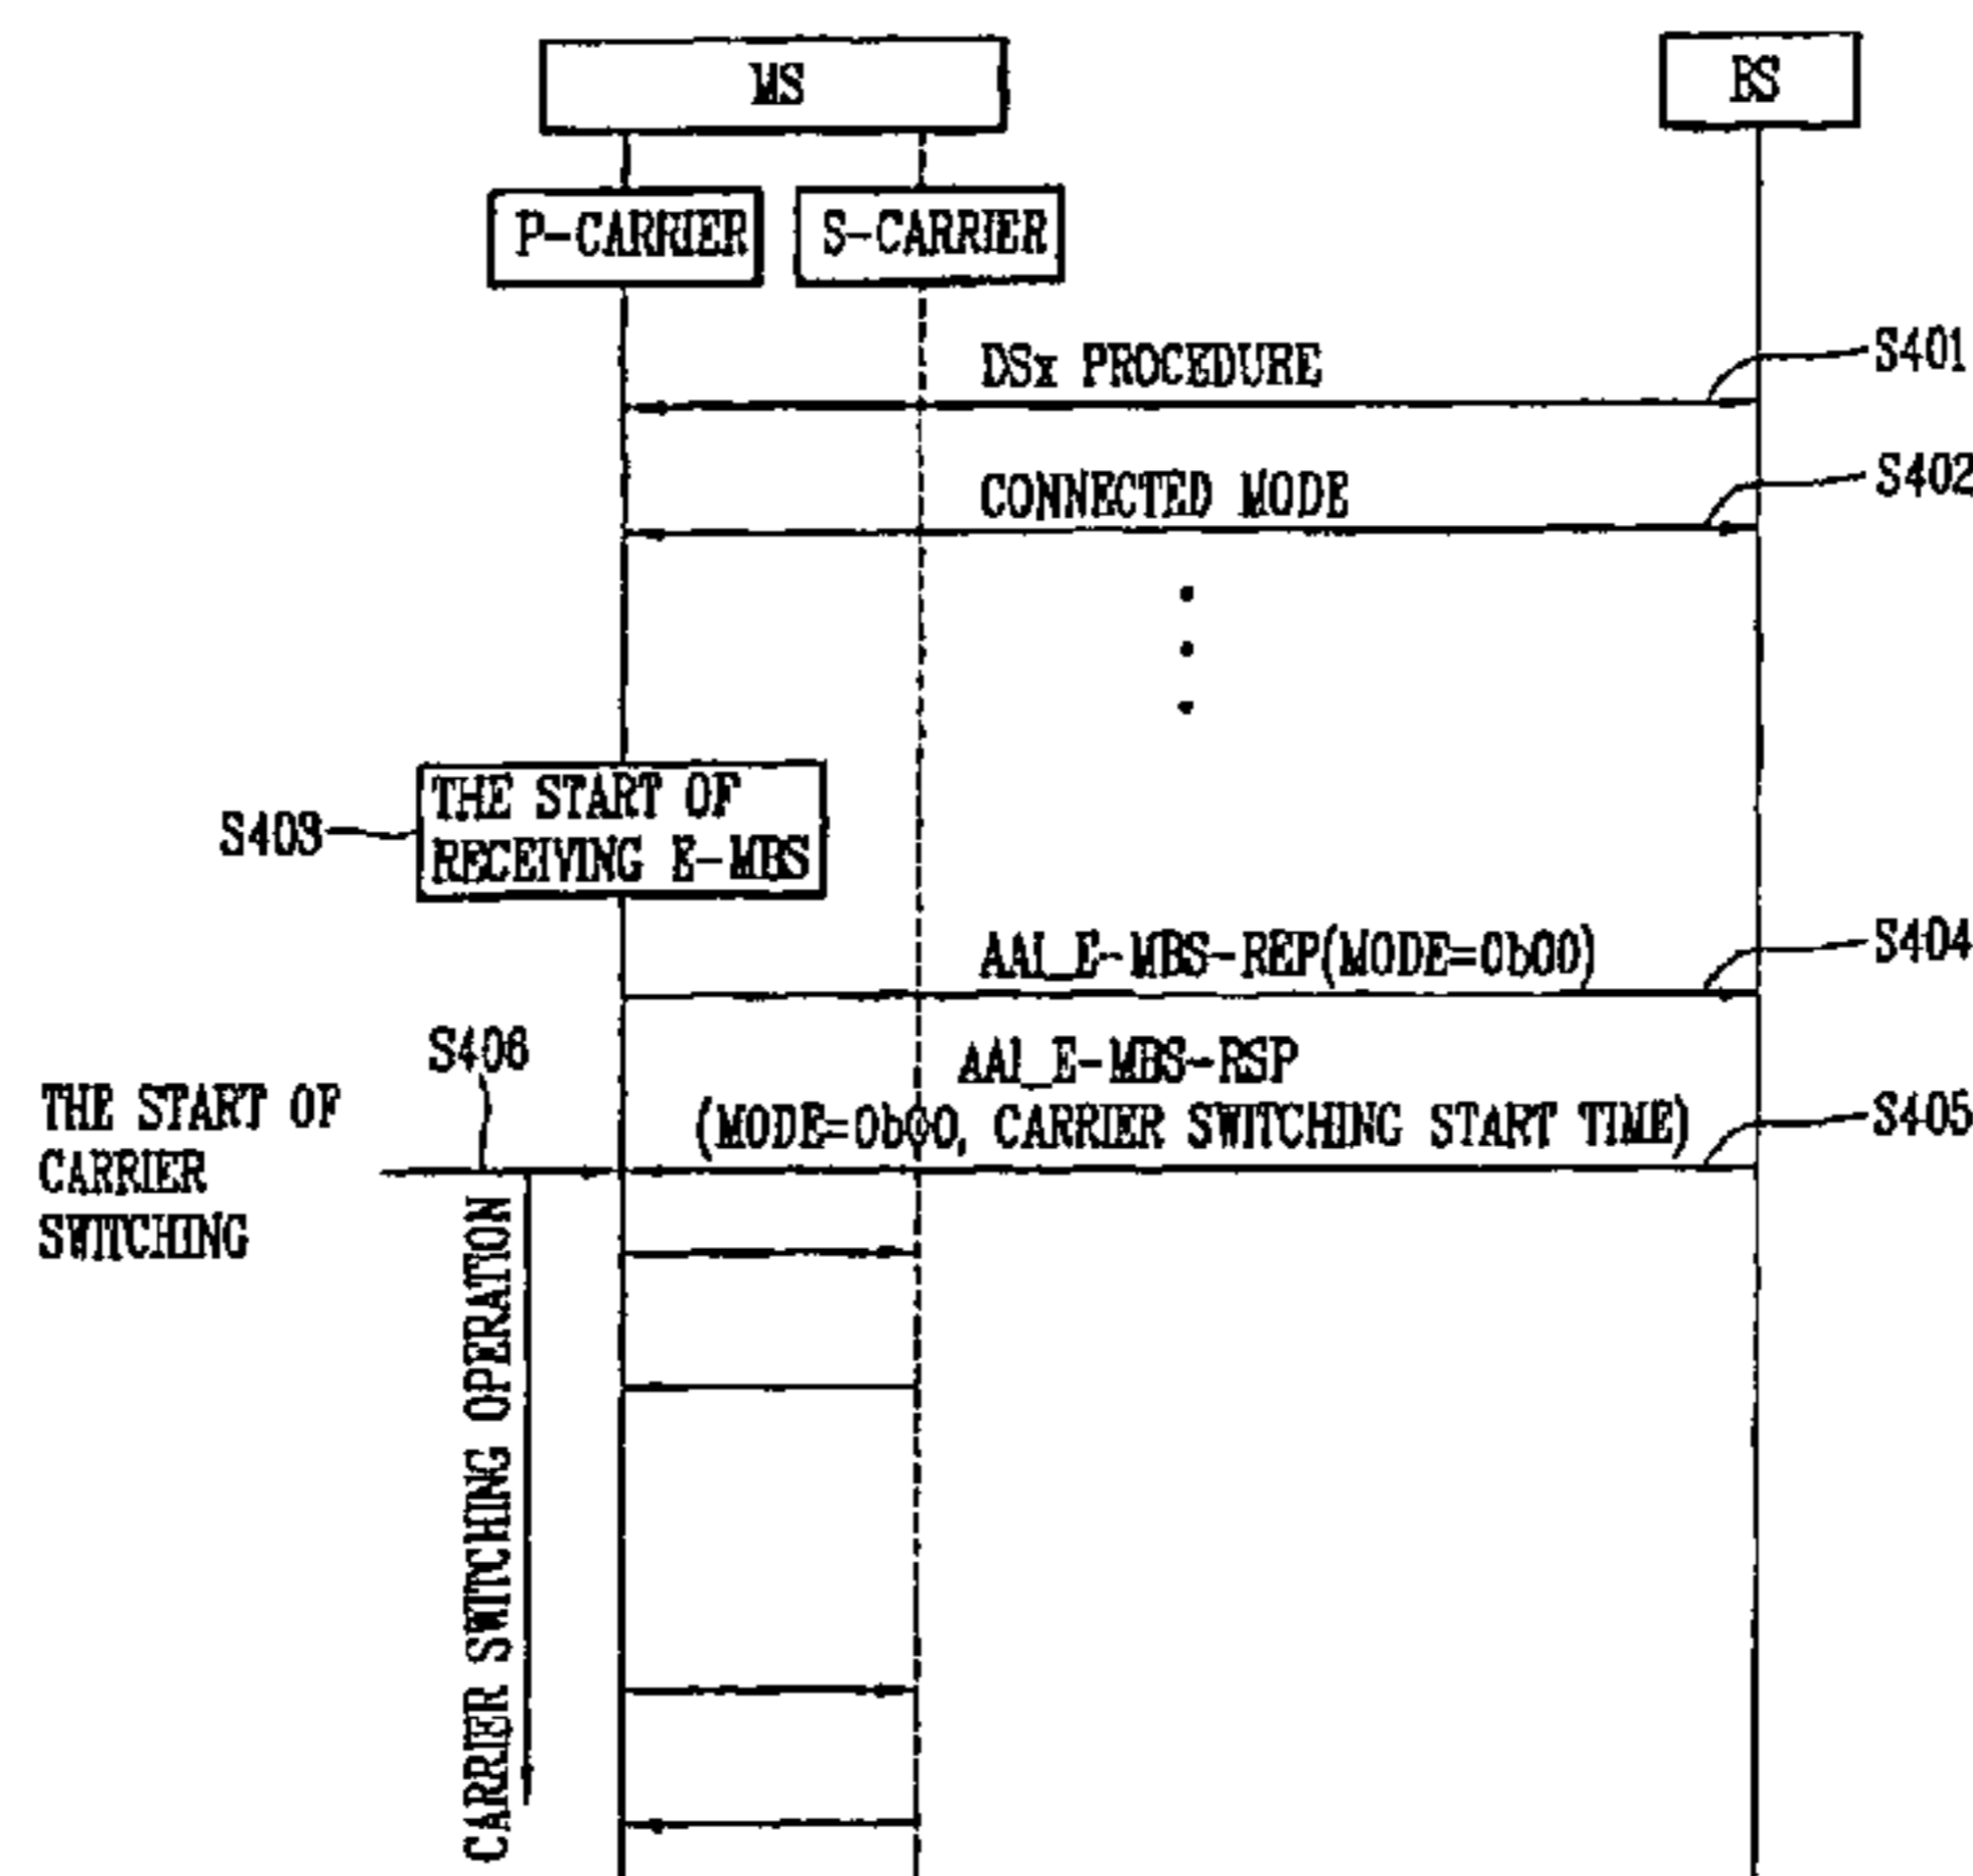 MS
BS
P-CARRIER
S-CARRIER
DSx PROCEDURE
S401
CONNECTED MODE
S402
THE START OF
RECEIVING E-MBS
S403
AAI_E-MBS-REP(MODE=0b00)
S404
S406
AAI_E-MBS-RSP
(MODE=0b00, CARRIER SWITCHING START TIME)
S405
THE START OF
CARRIER
SWITCHING
CARRIER SWITCHING OPERATION